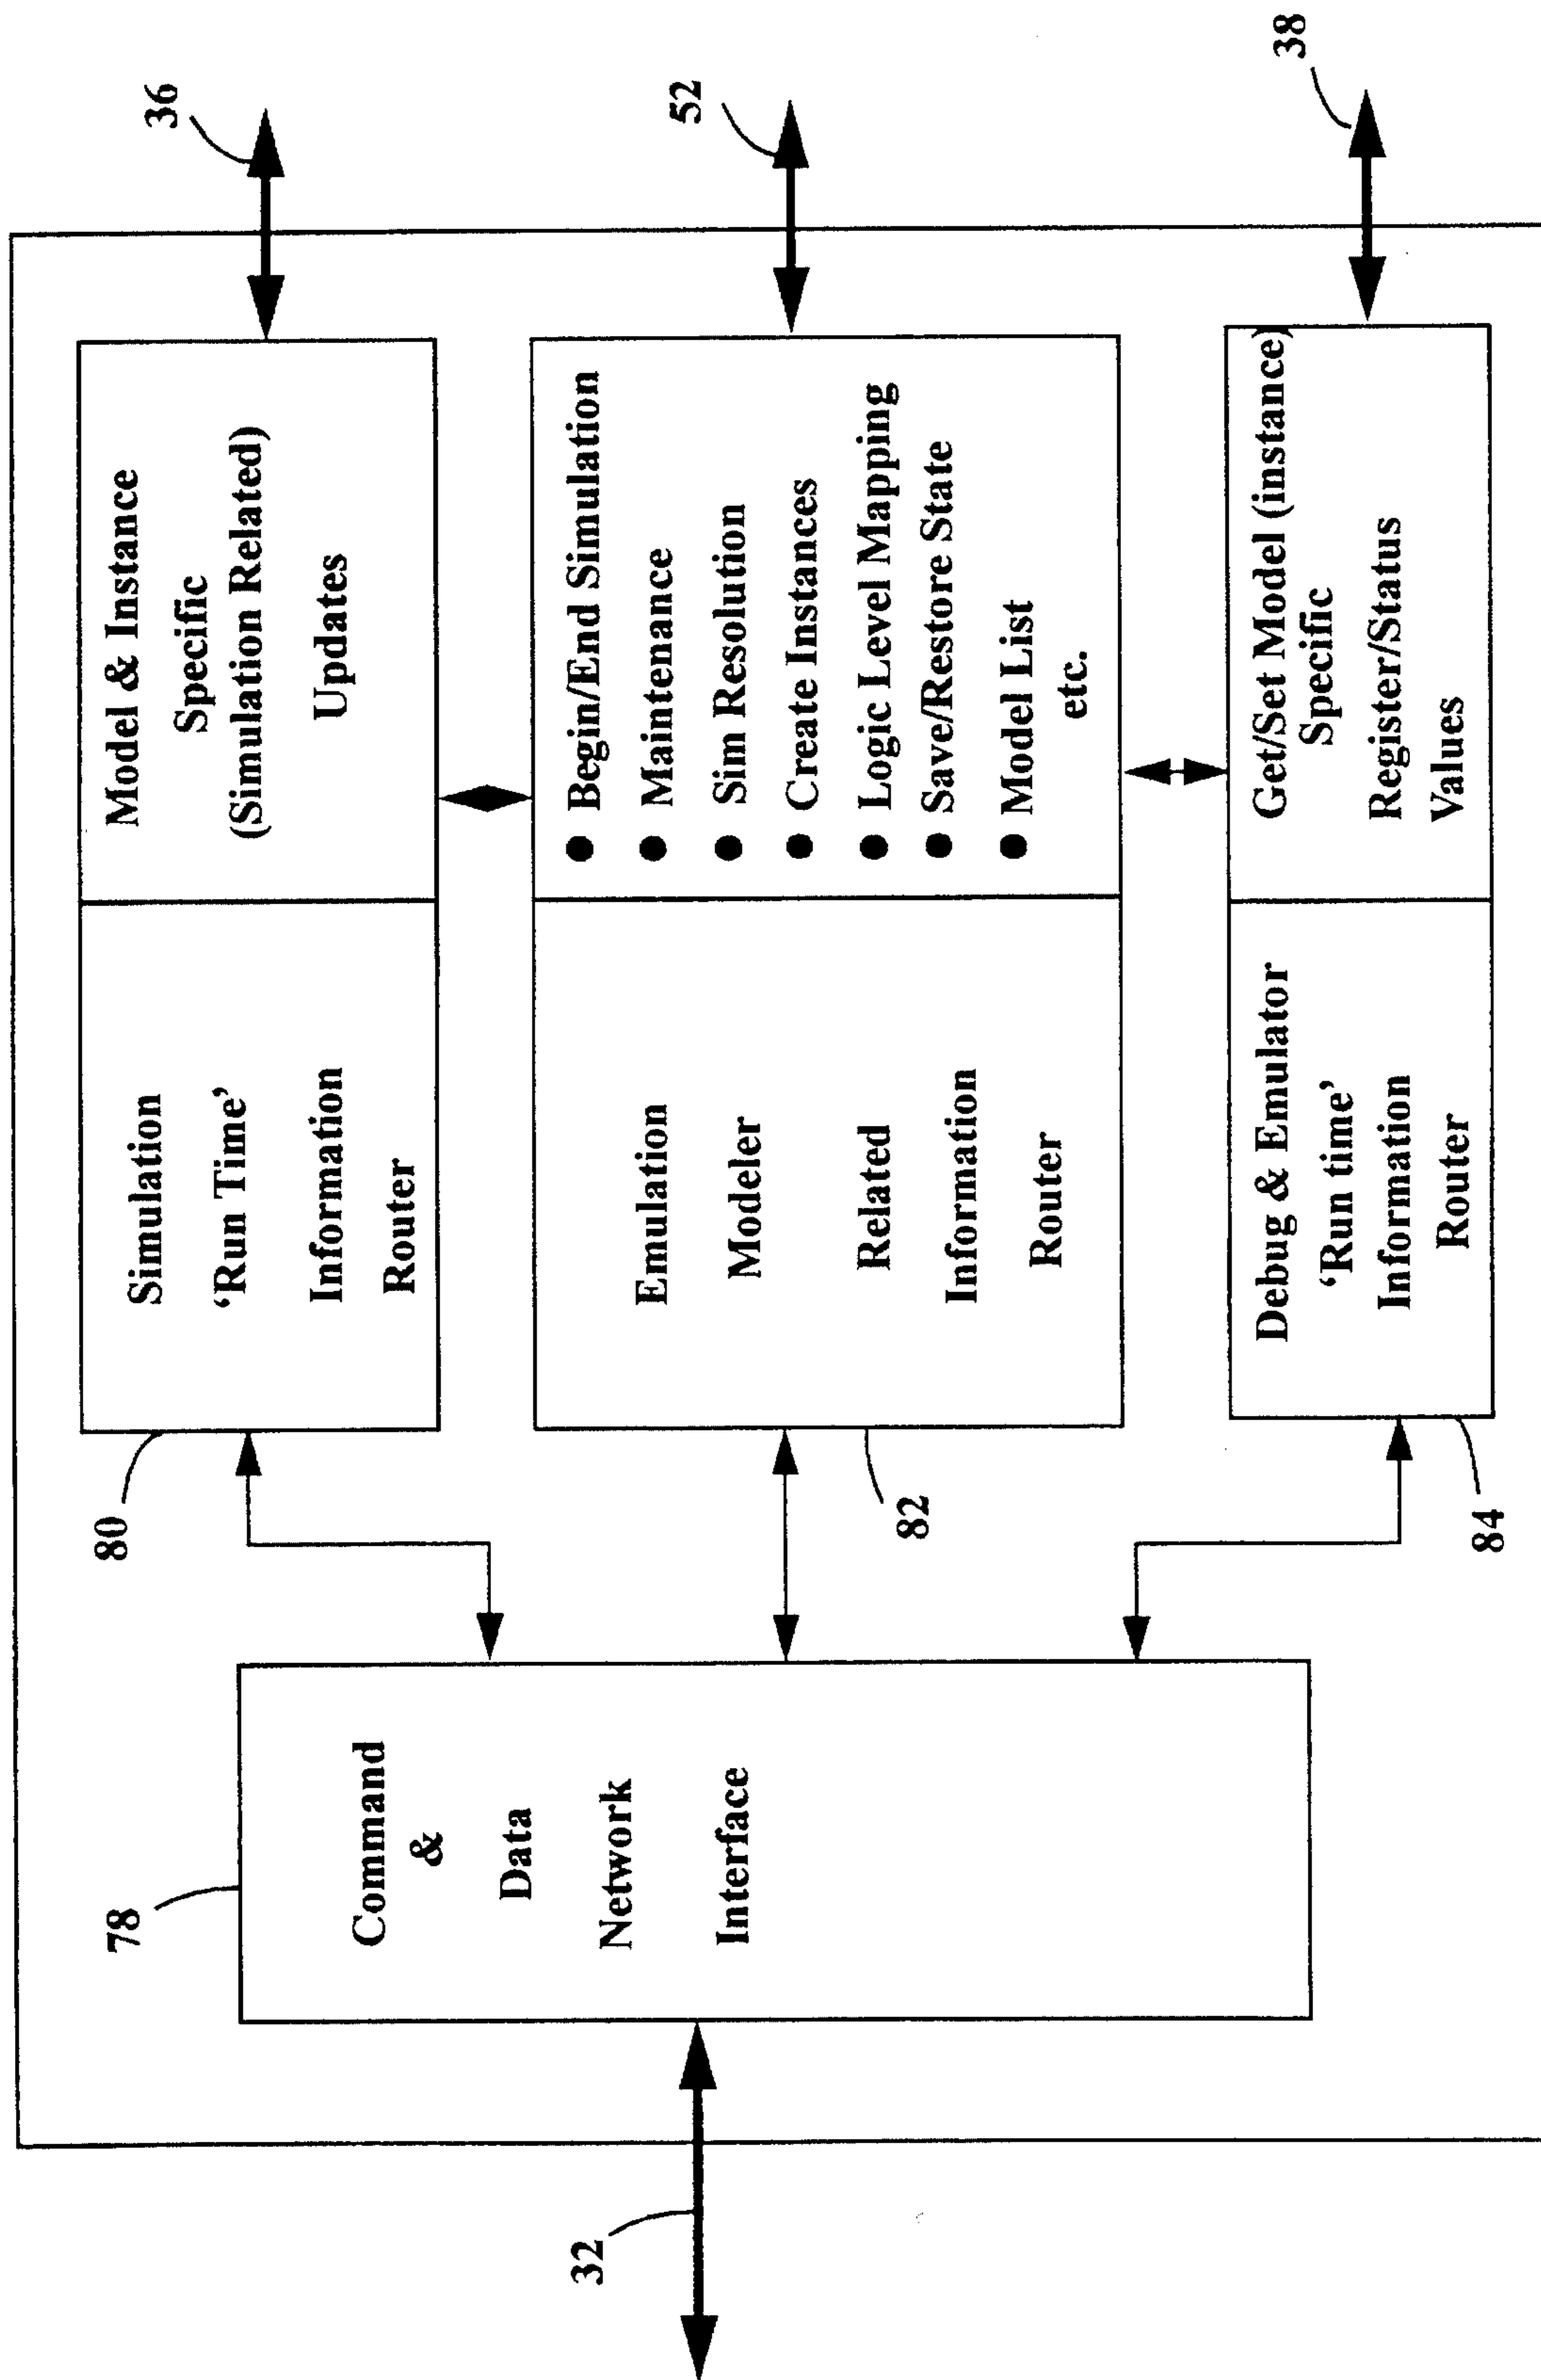 36
52
38
Model & Instance
Specific
(Simulation Related)
Updates
Simulation
‘Run Time’
Information
Router
80
● Begin/End Simulation
● Maintenance
● Sim Resolution
● Create Instances
● Logic Level Mapping
● Save/Restore State
● Model List
etc.
Emulation
Modeler
Related
Information
Router
82
Get/Set Model (instance)
Specific
Register/Status
Values
Debug & Emulator
‘Run time’
Information
Router
84
78
Command
&
Data
Network
Interface
32